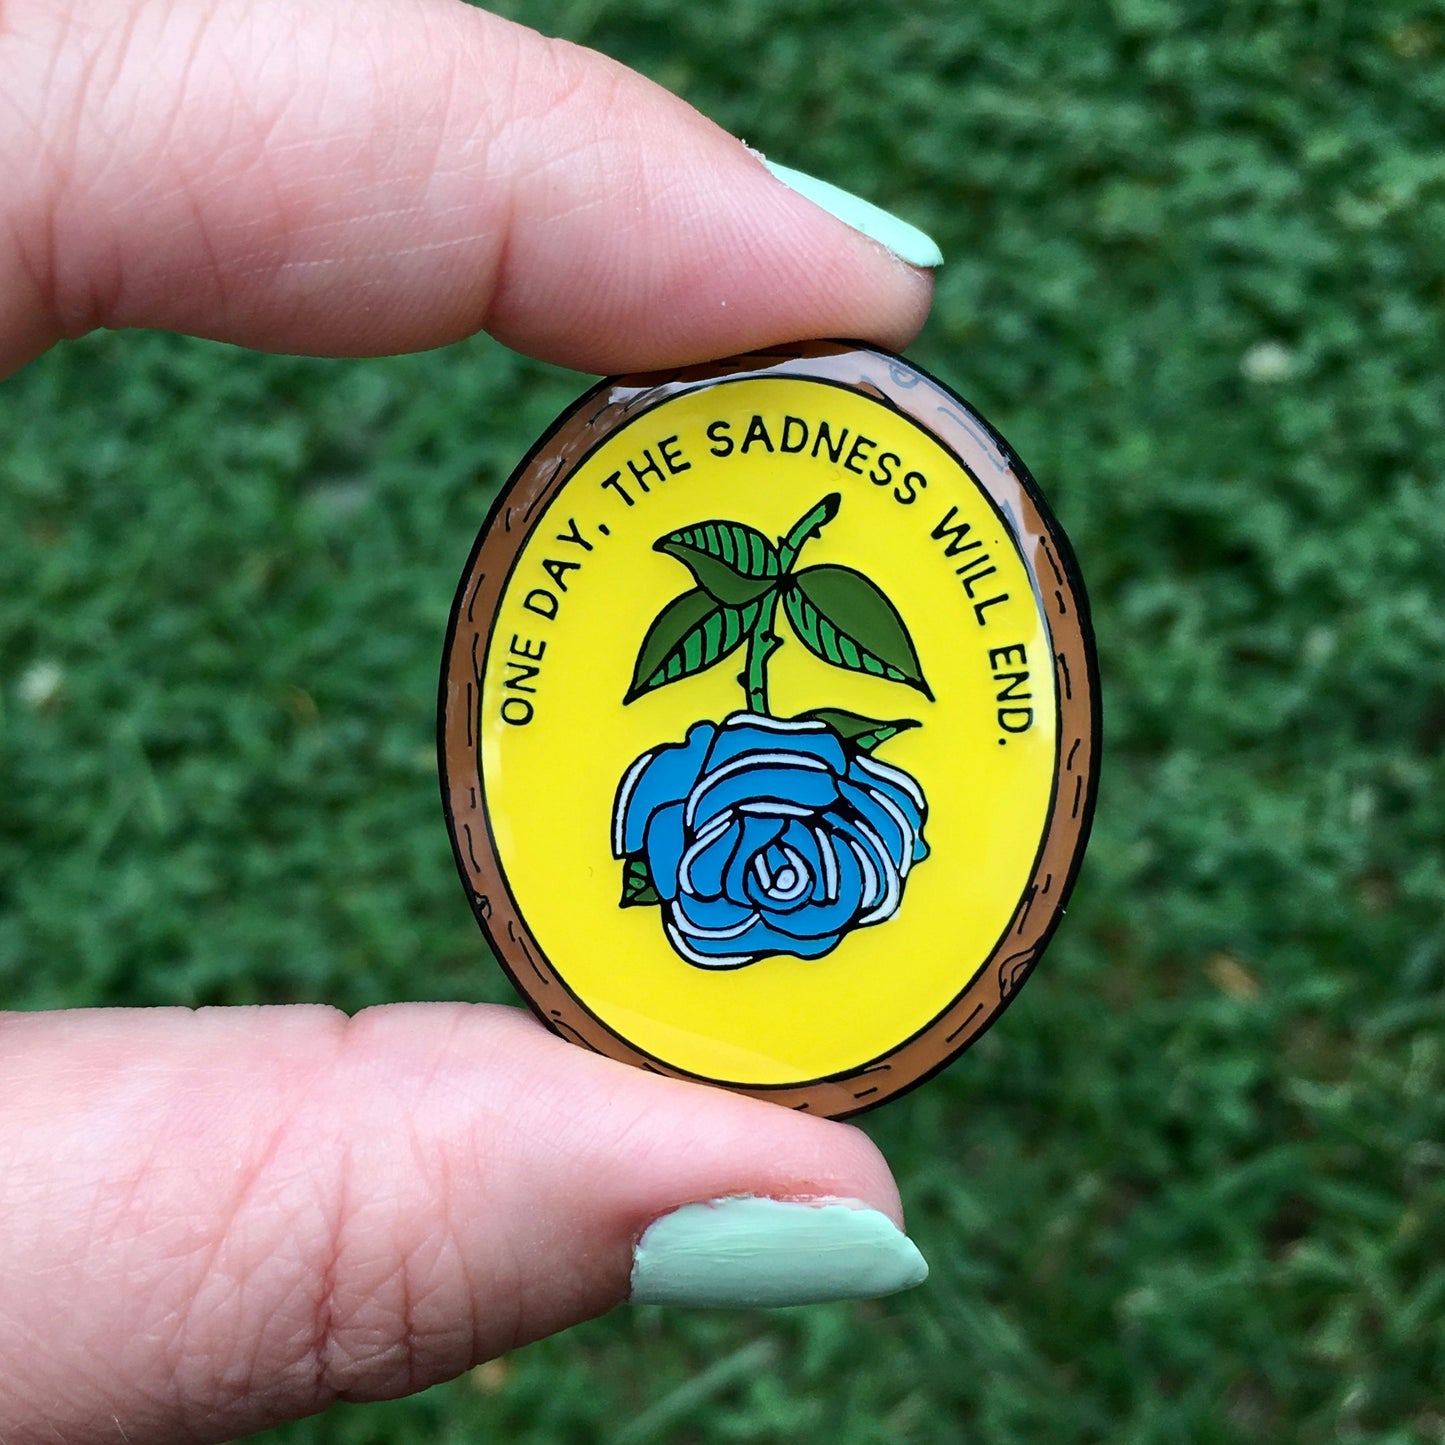 ONE DAY, THE SADNESS WILL END.